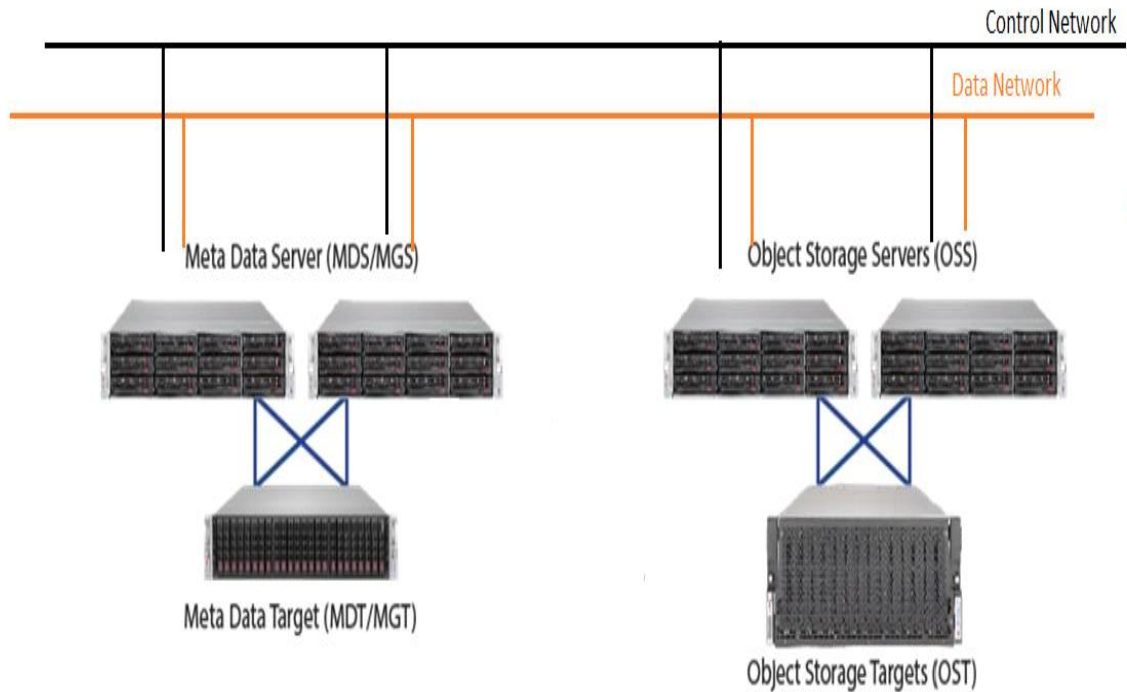 Control Network
Data Network
Meta Data Server (MDS/MGS)
Object Storage Servers (OSS)
Meta Data Target (MDT/MGT)
Object Storage Targets (OST)